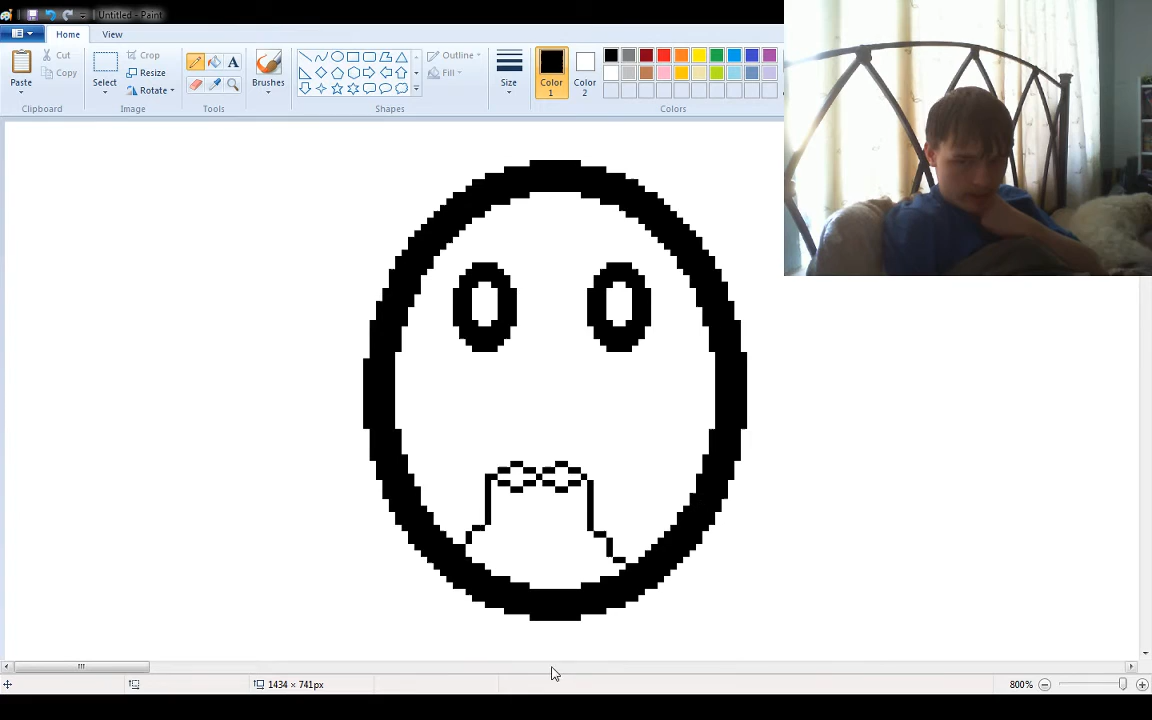 Untitled - Paint
Home View
Paste
Cut
Copy
Clipboard
Select
Crop
Resize
Rotate
Image
A
Tools
Brushes
Outline
Fill
Shapes
Size
Color 1
Color 2
Colors
1434 × 741px
800%